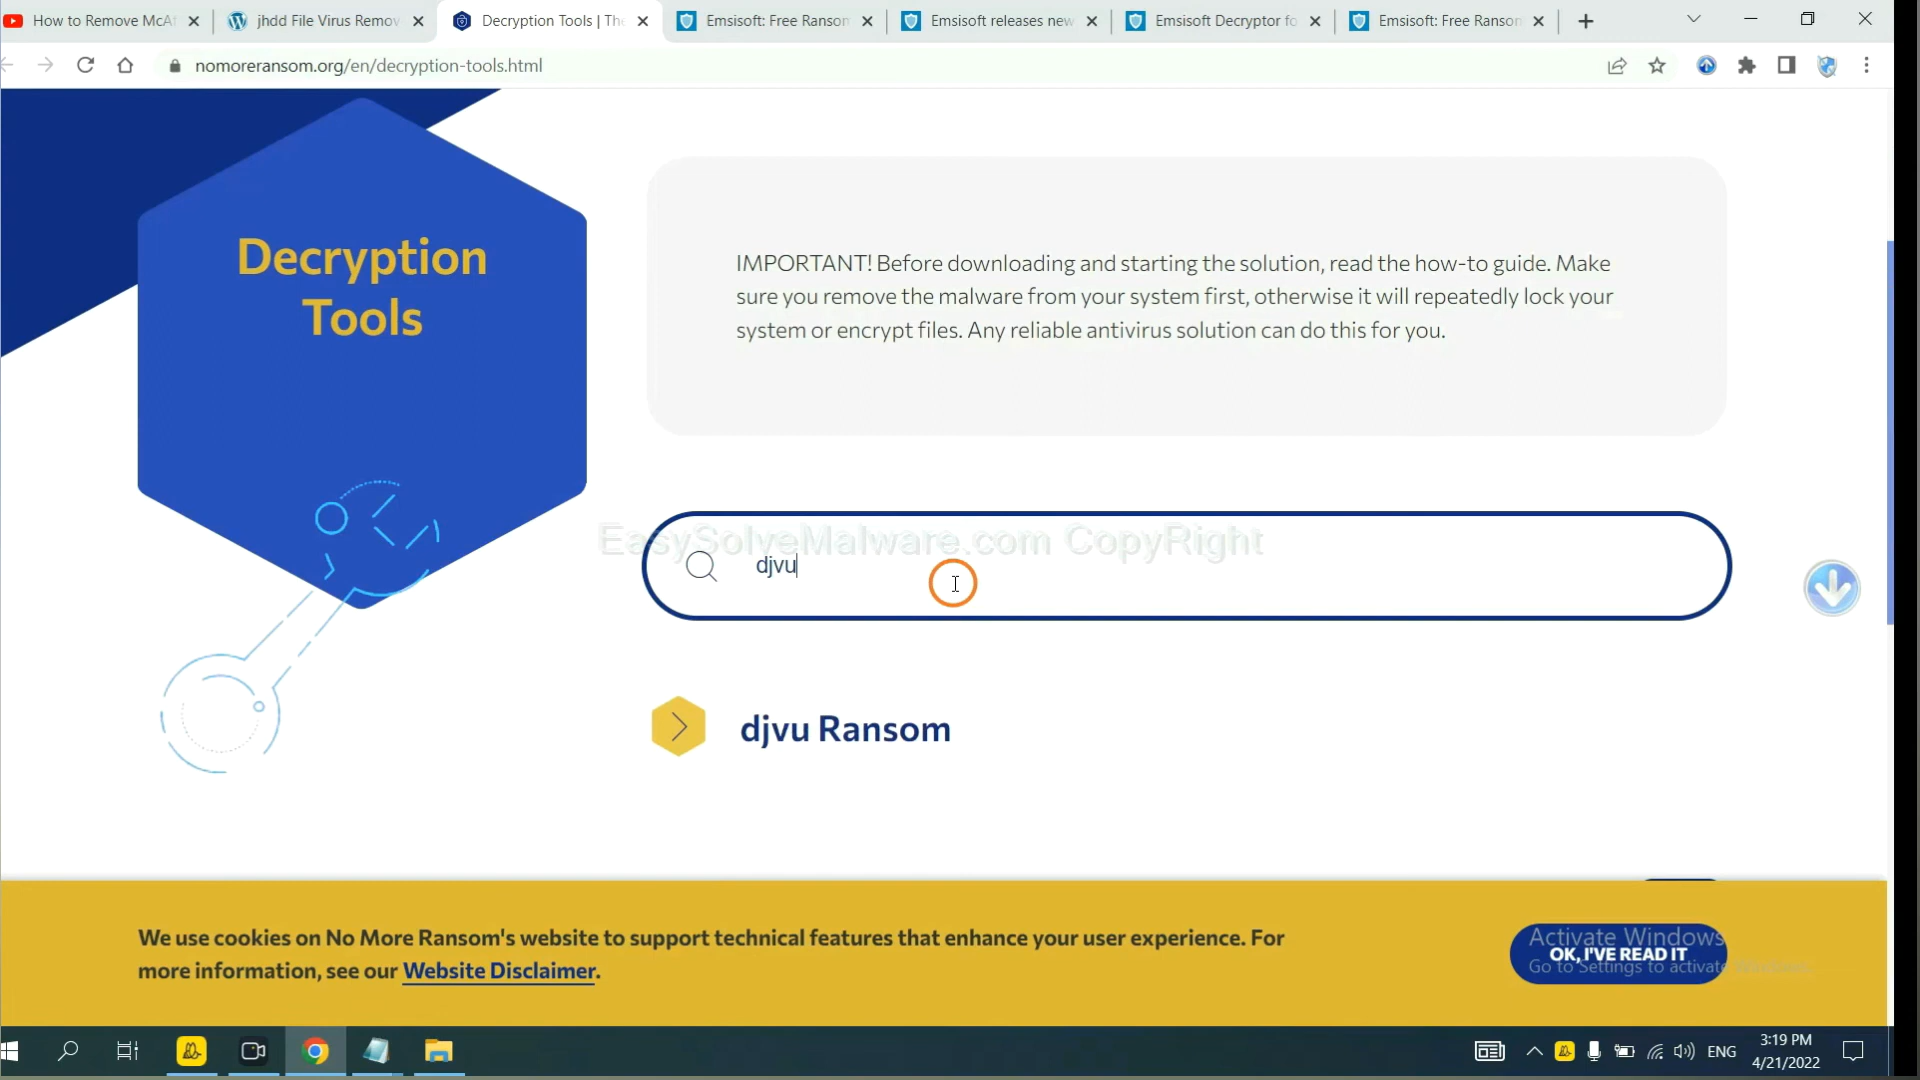 How to Remove McAf
jhdd File Virus Remov
Decryption Tools | The
Emsisoft: Free Ransom
Emsisoft releases new
Emsisoft Decryptor fo
Emsisoft: Free Ransom
nomoreransom.org/en/decryption-tools.html
Decryption
Tools
IMPORTANT! Before downloading and starting the solution, read the how-to guide. Make
sure you remove the malware from your system first, otherwise it will repeatedly lock your
system or encrypt files. Any reliable antivirus solution can do this for you.
EasySolveMalware.com CopyRight
djvu
djvu Ransom
We use cookies on No More Ransom's website to support technical features that enhance your user experience. For
more information, see our Website Disclaimer.
Activate Windows
OK, I'VE READ IT
Go to Settings to activate Windows.
ENG
3:19 PM
4/21/2022